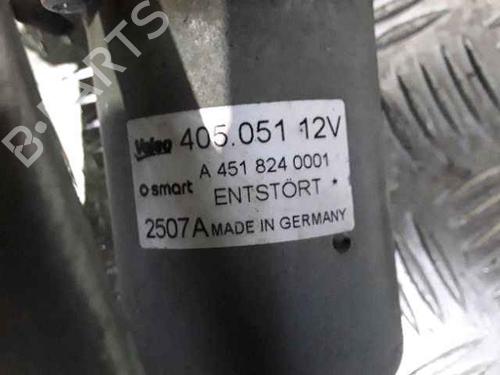 B-PARTS
Valeo 405.051 12V
A 451 824 0001
smart ENTSTÖRT
2507A MADE IN GERMANY